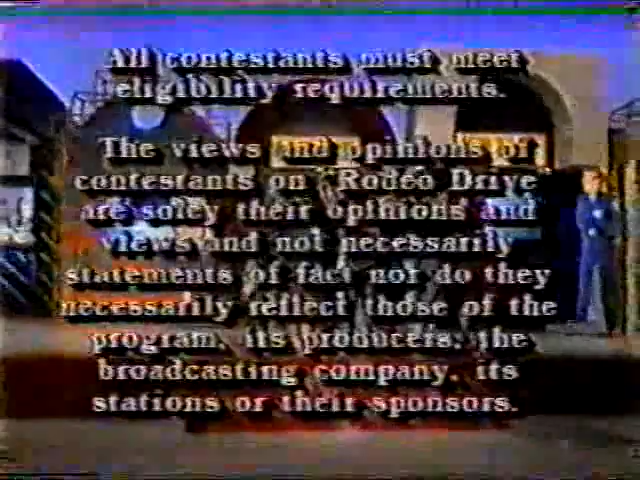 All contestants must meet
eligibility requirements.
The views and opinions of
contestants on "Rodeo Drive
are soley their opinions and
views and not necessarily
statements of fact nor do they
necessarily reflect those of the
program, its producers, the
broadcasting company, its
stations or their sponsors.